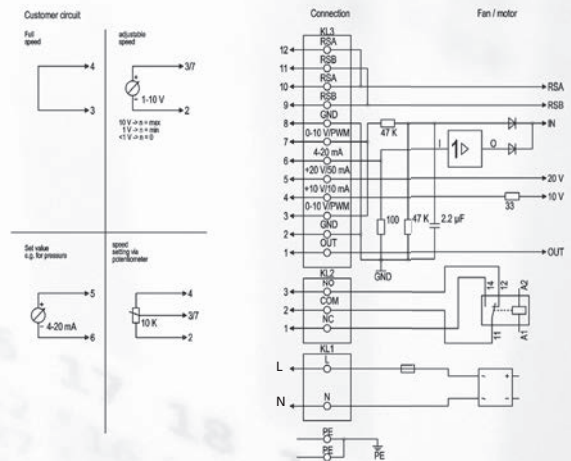 Customer circuit
Full
speed
4
3
adjustable
speed
3/7
+
1-10 V
-
2
10 V -> n = max
1 V -> n = min
<1 V -> n = 0
Set value
e.g. for pressure
5
+
4-20 mA
-
6
speed
setting via
potentiometer
4
10 K
3/7
2
Connection
Fan / motor
KL3
RSA
12
RSB
11
RSA
10
RSA
RSB
9
RSB
GND
8
IN
0-10 V/PWM
7
47 K
4-20 mA
6
I
1
O
+20 V/50 mA
5
20 V
+10 V/10 mA
4
33
10 V
0-10 V/PWM
3
100
47 K
2.2 µF
GND
2
OUT
1
OUT
GND
KL2
NO
3
COM
2
NC
1
14
12
11
A2
A1
KL1
L
L
N
N
~
+
~
-
PE
PE
PE